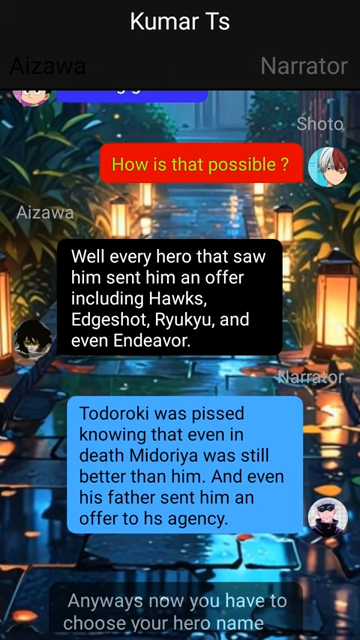 Kumar Ts
Aizawa
Narrator
Shoto
How is that possible ?
Aizawa
Well every hero that saw
him sent him an offer
including Hawks,
Edgeshot, Ryukyu, and
even Endeavor.
Narrator
Todoroki was pissed
knowing that even in
death Midoriya was still
better than him. And even
his father sent him an
offer to hs agency.
Anyways now you have to
choose your hero name